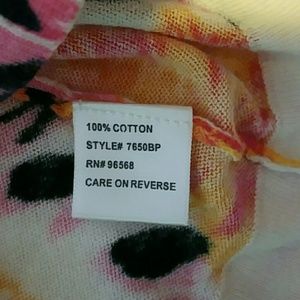 100% COTTON
STYLE# 7650BP
RN# 96568
CARE ON REVERSE